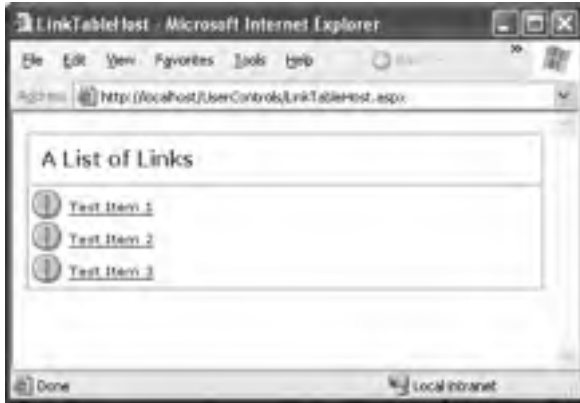 LinkTableHost - Microsoft Internet Explorer
File Edit View Favorites Tools Help
Address http://localhost/UserControls/LinkTableHost.aspx
A List of Links
Test Item 1
Test Item 2
Test Item 3
Done Local intranet